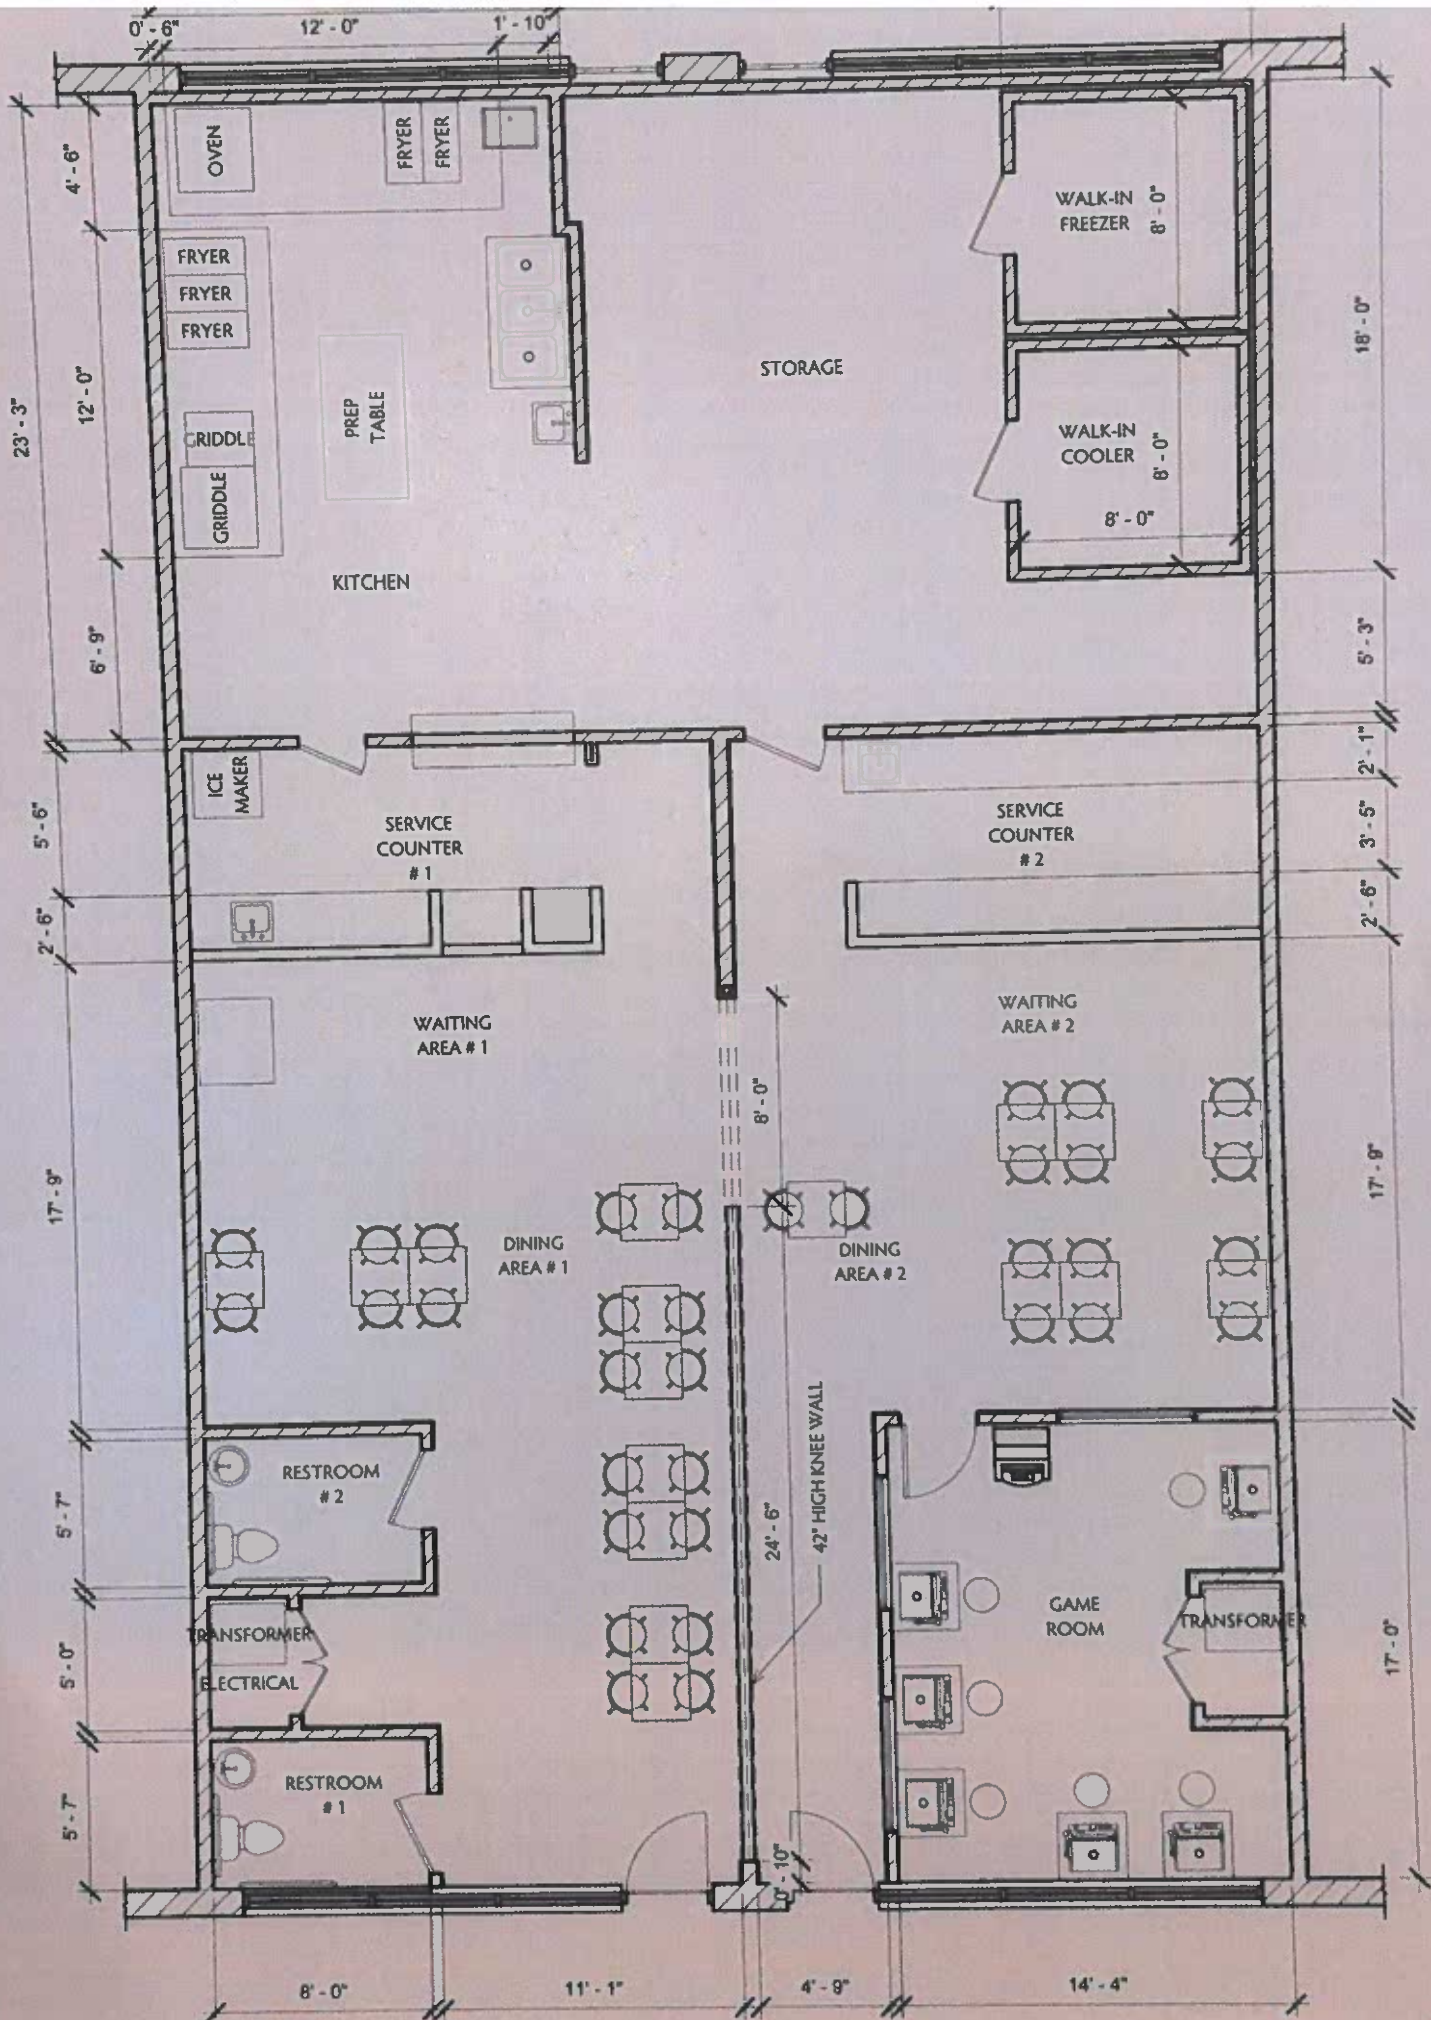 0' - 6"
12' - 0"
1' - 10"
OVEN
FRYER
FRYER
4' - 6"
WALK-IN
FREEZER
8' - 0"
FRYER
FRYER
FRYER
12' - 0"
23' - 3"
18' - 0"
PREP
TABLE
STORAGE
GRIDDLE
GRIDDLE
WALK-IN
COOLER
8' - 0"
8' - 0"
KITCHEN
6' - 9"
5' - 3"
ICE
MAKER
2' - 1"
5' - 6"
SERVICE
COUNTER
# 1
SERVICE
COUNTER
# 2
3' - 5"
2' - 6"
2' - 6"
WAITING
AREA # 1
WAITING
AREA # 2
8' - 0"
17' - 9"
17' - 9"
DINING
AREA # 1
DINING
AREA # 2
42" HIGH KNEE WALL
24' - 6"
RESTROOM
# 2
5' - 7"
GAME
ROOM
TRANSFORMER
TRANSFORMER
ELECTRICAL
5' - 0"
17' - 0"
RESTROOM
# 1
5' - 7"
0' - 10"
8' - 0"
11' - 1"
4' - 9"
14' - 4"